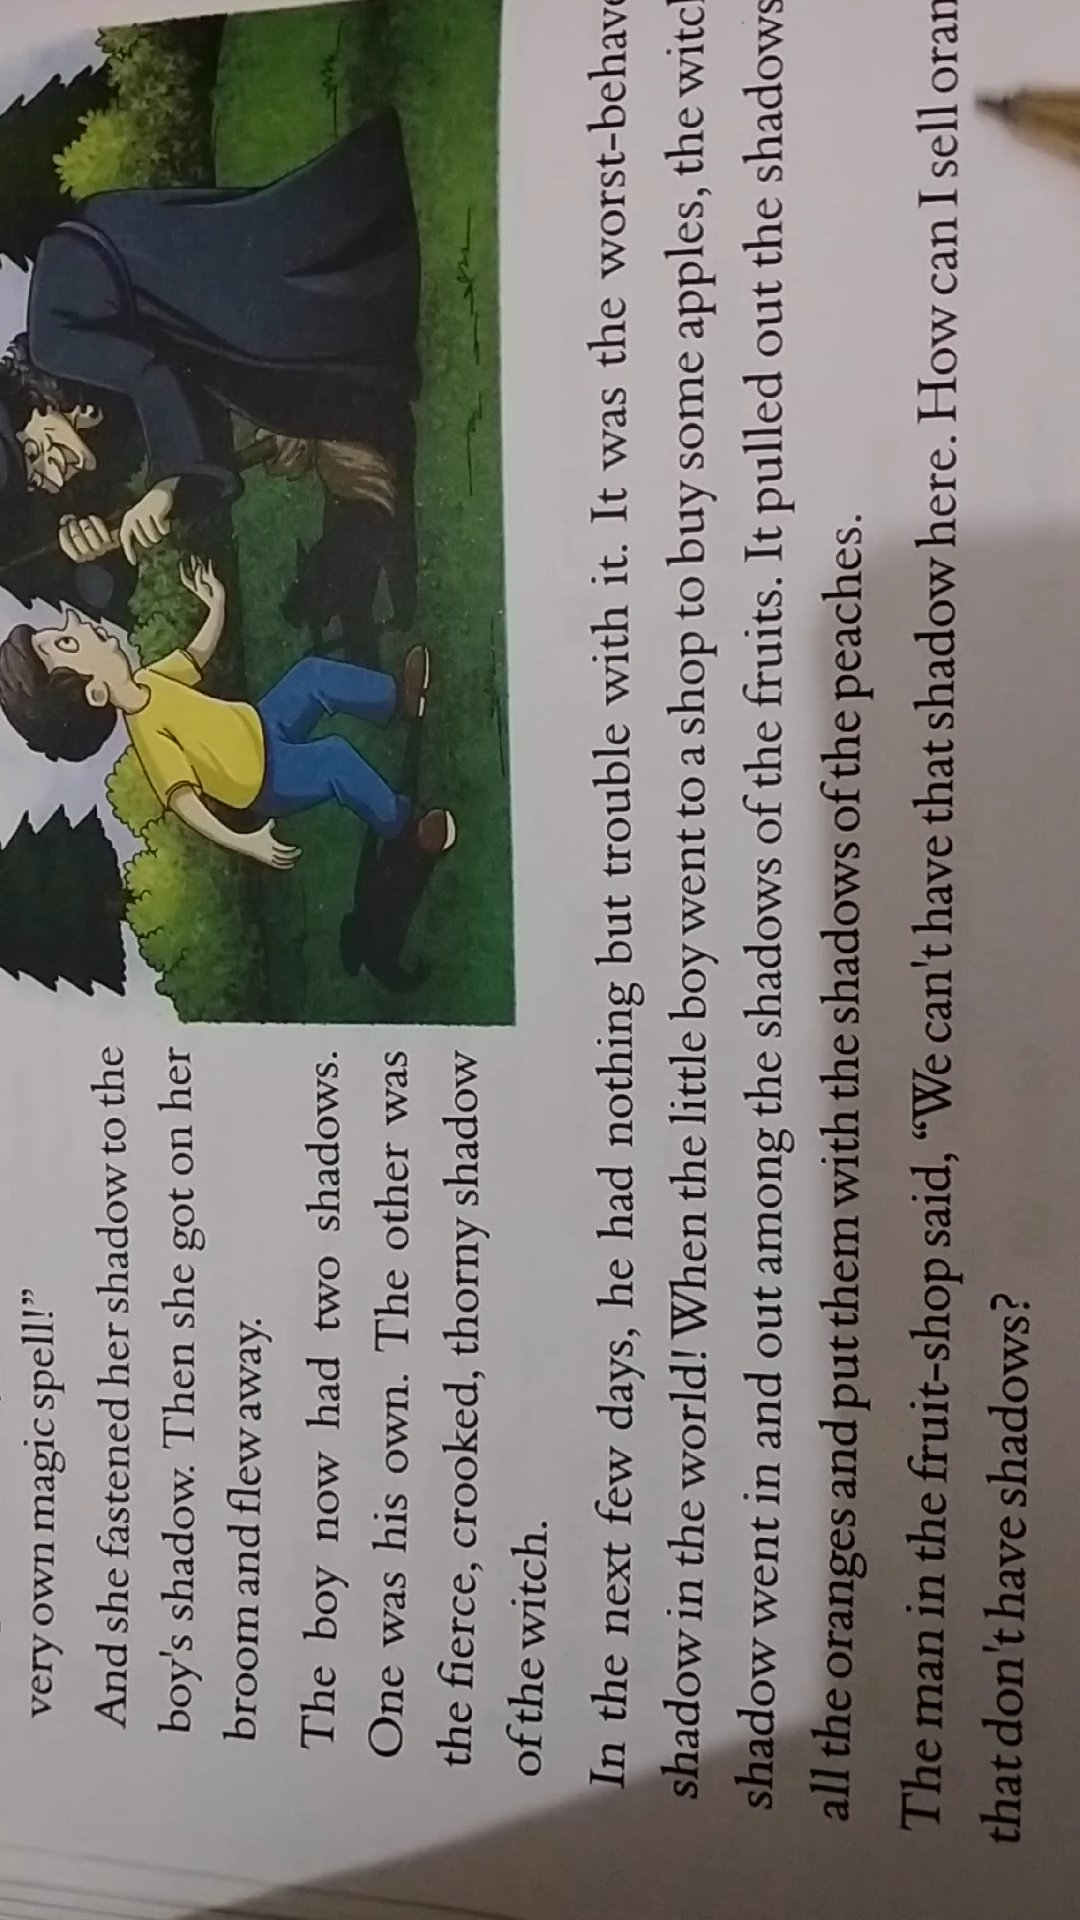 very own magic spell!”
And she fastened her shadow to the
boy's shadow. Then she got on her
broom and flew away.
The boy now had two shadows.
One was his own. The other was
the fierce, crooked, thorny shadow
of the witch.
In the next few days, he had nothing but trouble with it. It was the worst-behave
shadow in the world! When the little boy went to a shop to buy some apples, the witch
shadow went in and out among the shadows of the fruits. It pulled out the shadows
all the oranges and put them with the shadows of the peaches.
The man in the fruit-shop said, “We can't have that shadow here. How can I sell oran
that don't have shadows?